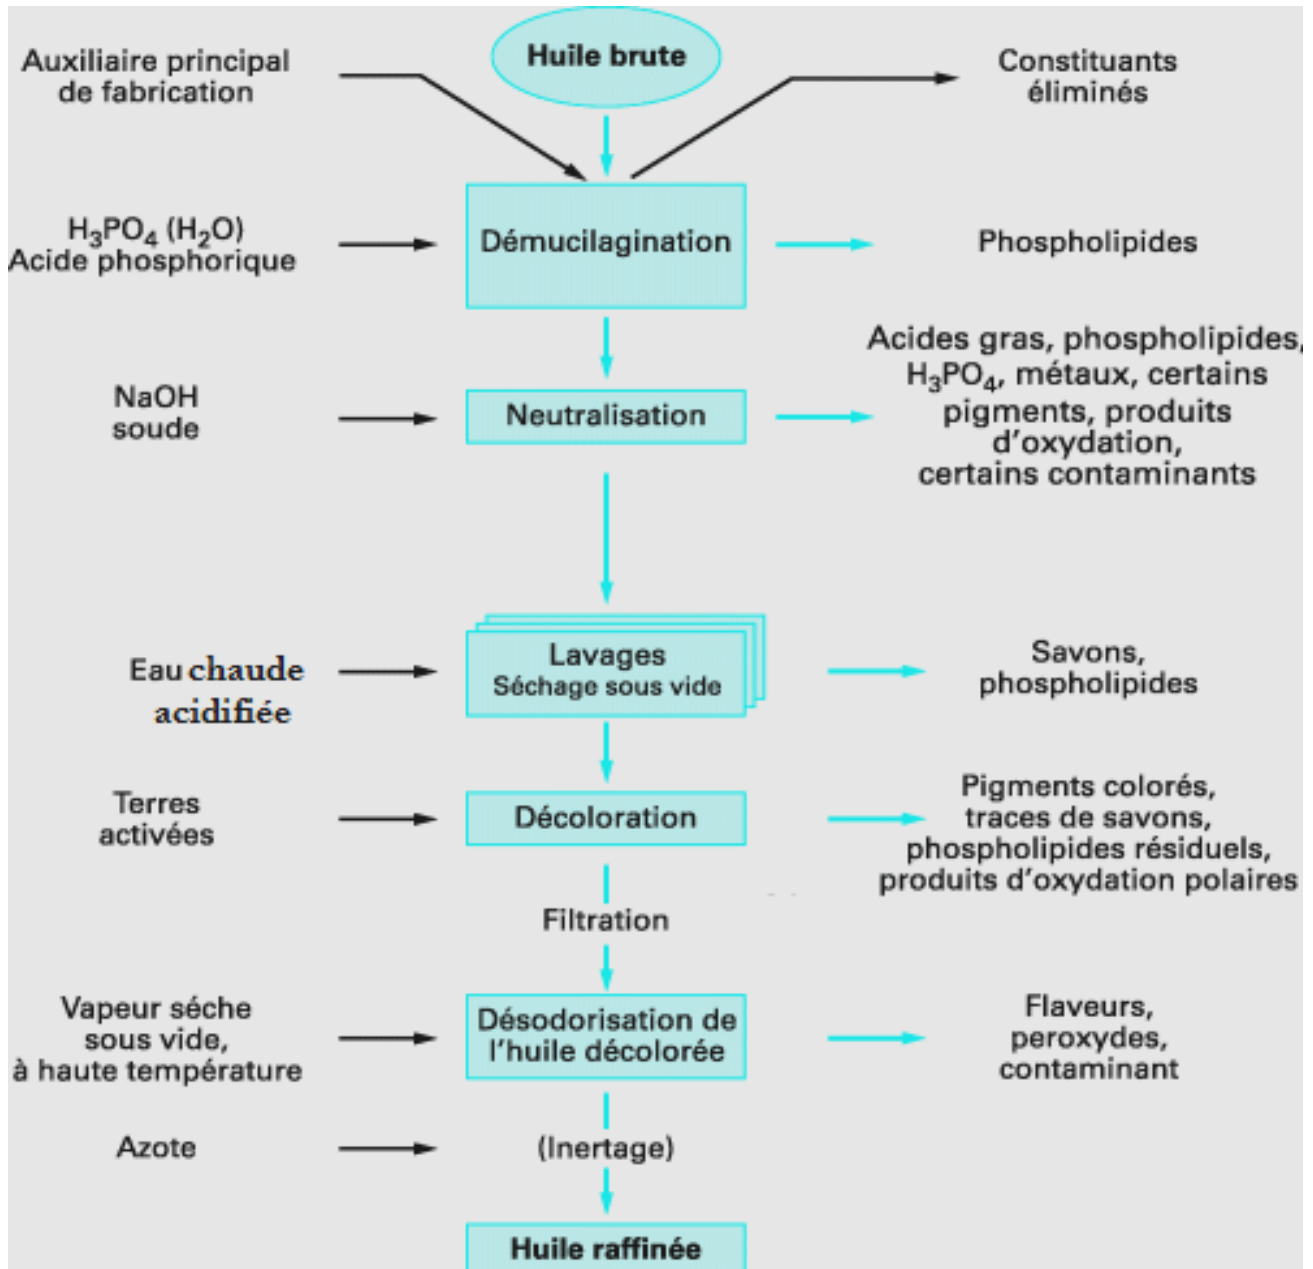 Huile brute
Auxiliaire principal
de fabrication
Constituants
éliminés
H₃PO₄ (H₂O)
Acide phosphorique
Démucilagination
Phospholipides
NaOH
soude
Neutralisation
Acides gras, phospholipides,
H₃PO₄, métaux, certains
pigments, produits
d'oxydation,
certains contaminants
Eau chaude
acidifiée
Lavages
Séchage sous vide
Savons,
phospholipides
Terres
activées
Décoloration
Pigments colorés,
traces de savons,
phospholipides résiduels,
produits d'oxydation polaires
Filtration
Vapeur séche
sous vide,
à haute température
Désodorisation de
l'huile décolorée
Flaveurs,
peroxydes,
contaminant
Azote
(Inertage)
Huile raffinée